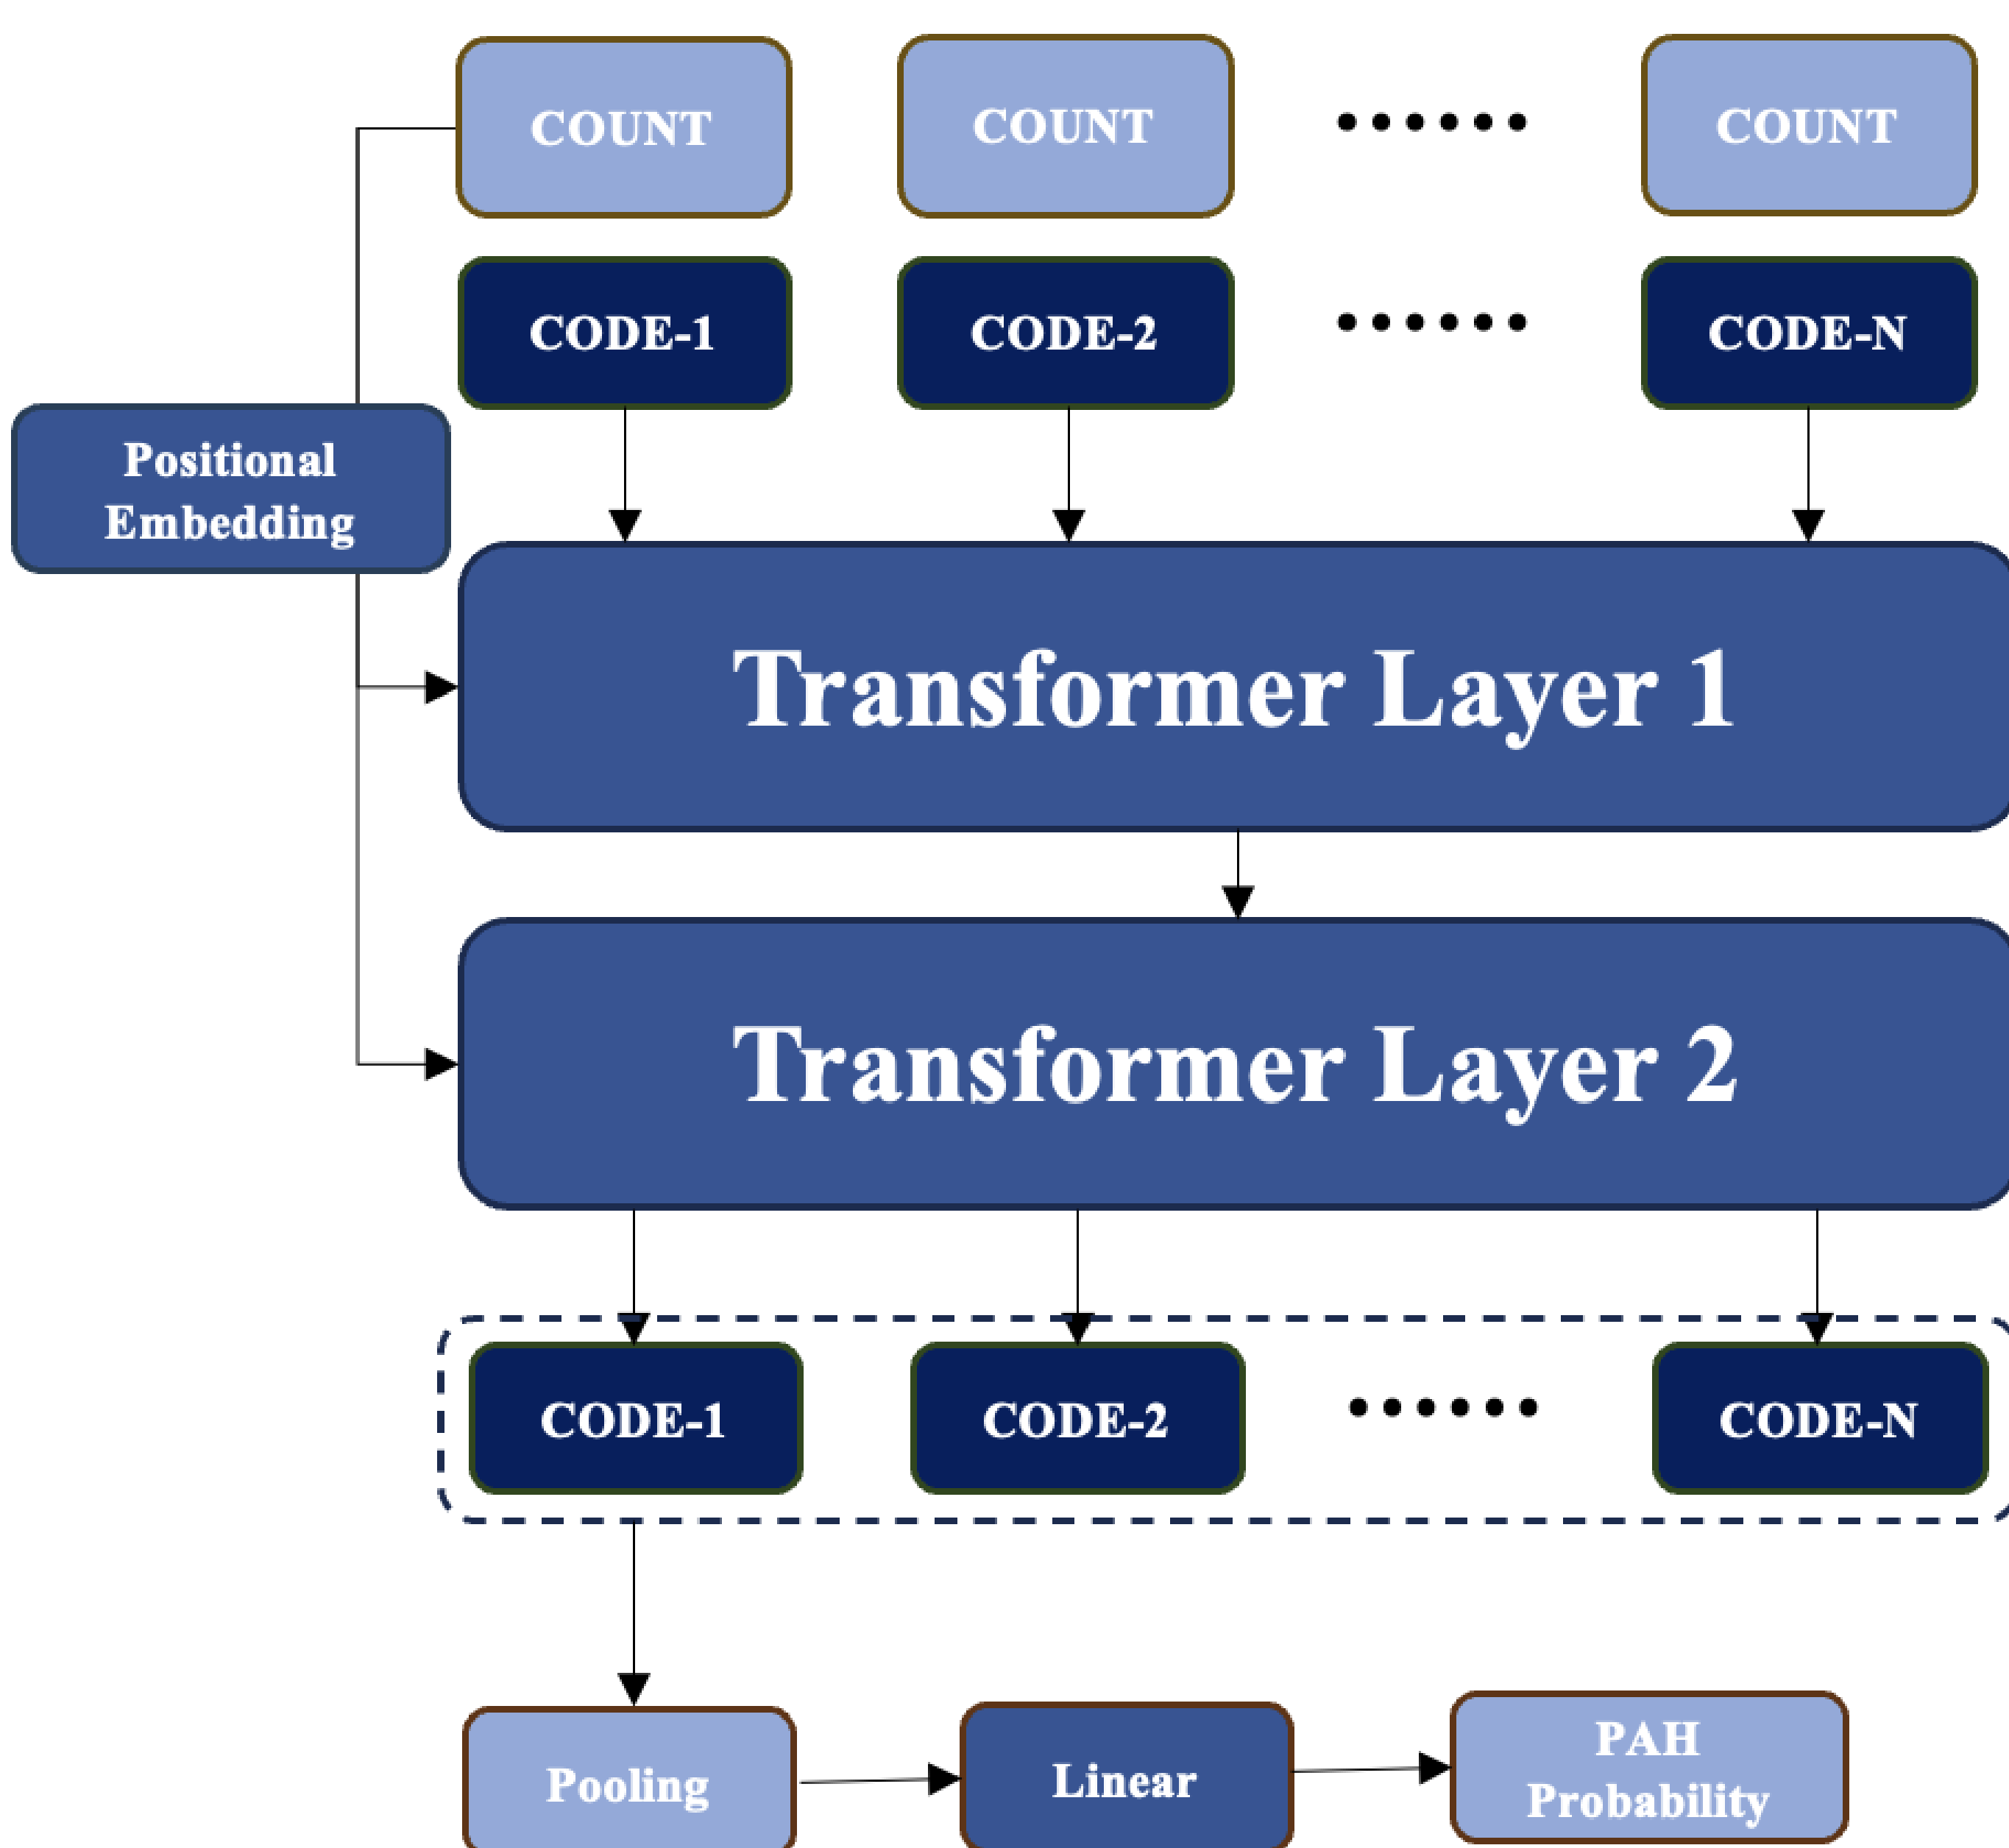 COUNT COUNT COUNT
CODE-1 CODE-2 CODE-N
Positional
Embedding
Transformer Layer 1
Transformer Layer 2
CODE-1 CODE-2 CODE-N
Pooling
Linear
PAH
Probability